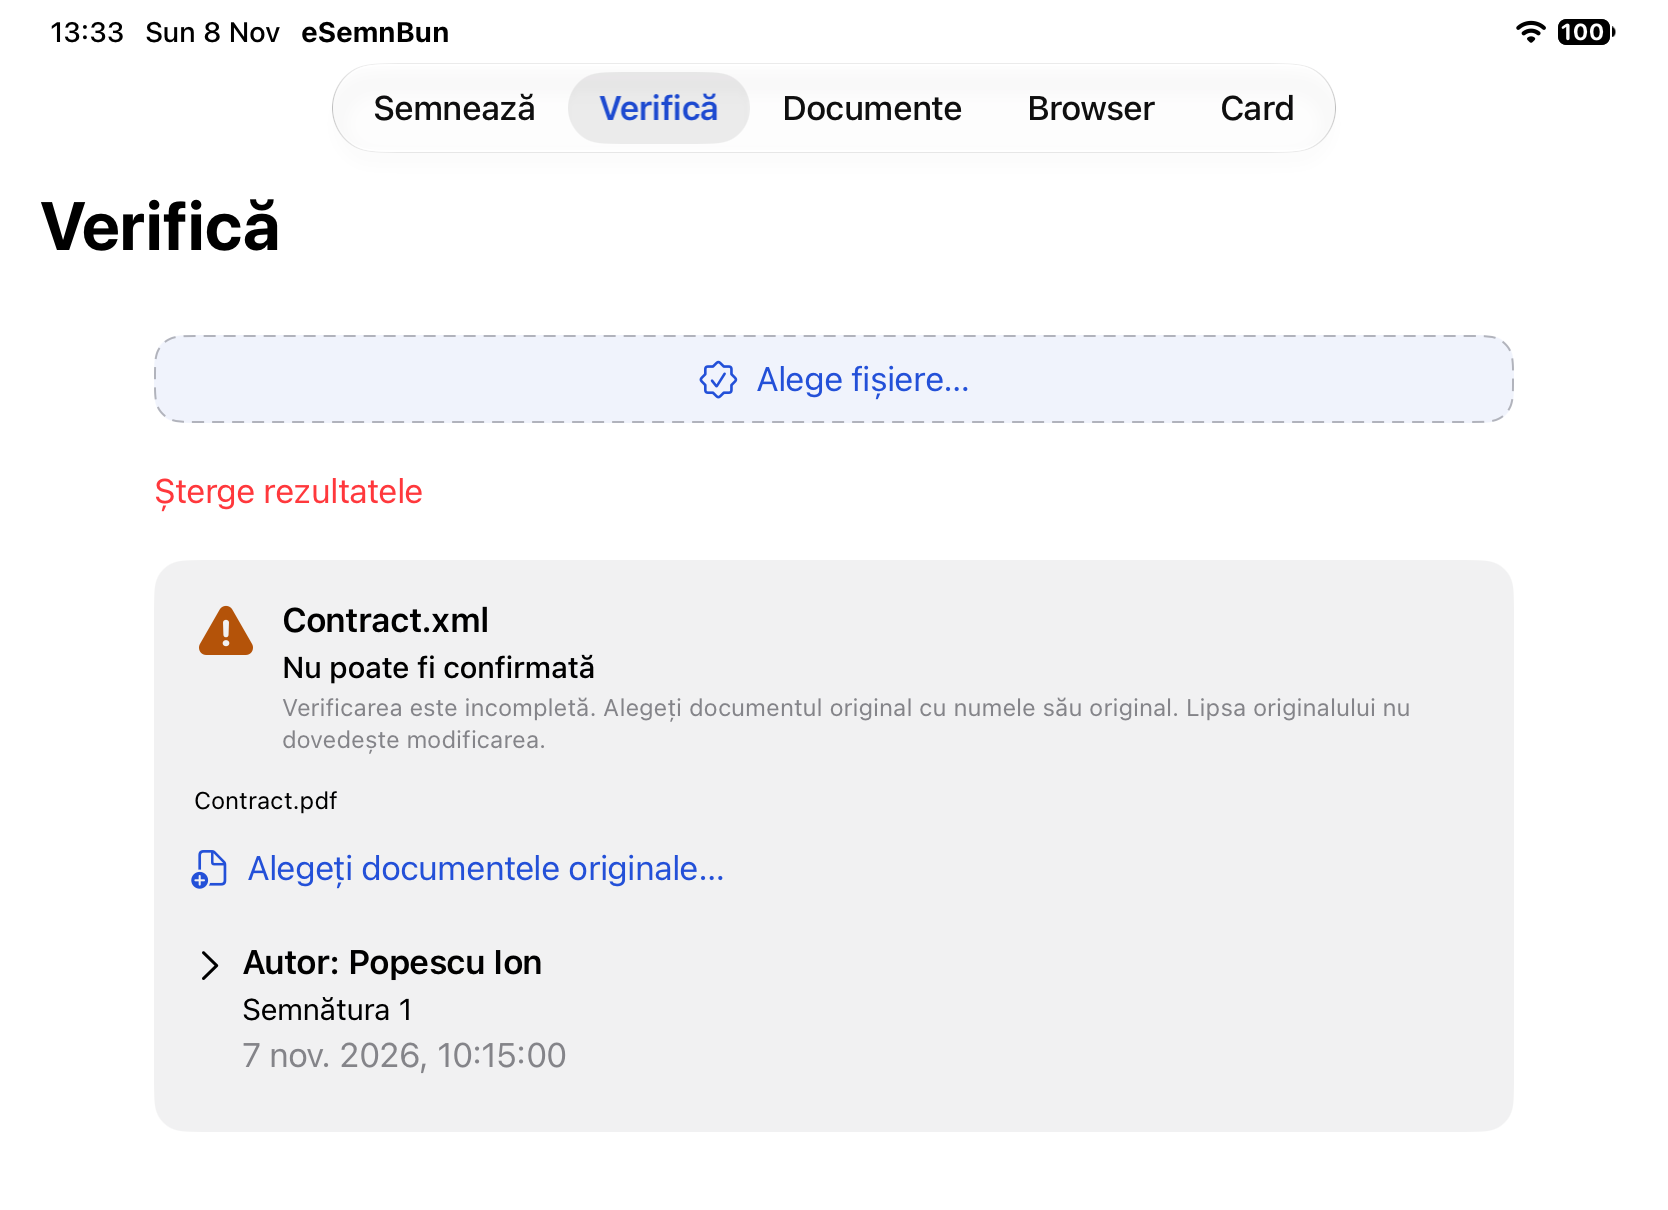 13:33 Sun 8 Nov eSemnBun
100
Semnează Verifică Documente Browser Card
Verifică
Alege fișiere...
Șterge rezultatele
Contract.xml
Nu poate fi confirmată
Verificarea este incompletă. Alegeți documentul original cu numele său original. Lipsa originalului nu
dovedește modificarea.
Contract.pdf
Alegeți documentele originale...
Autor: Popescu Ion
Semnătura 1
7 nov. 2026, 10:15:00